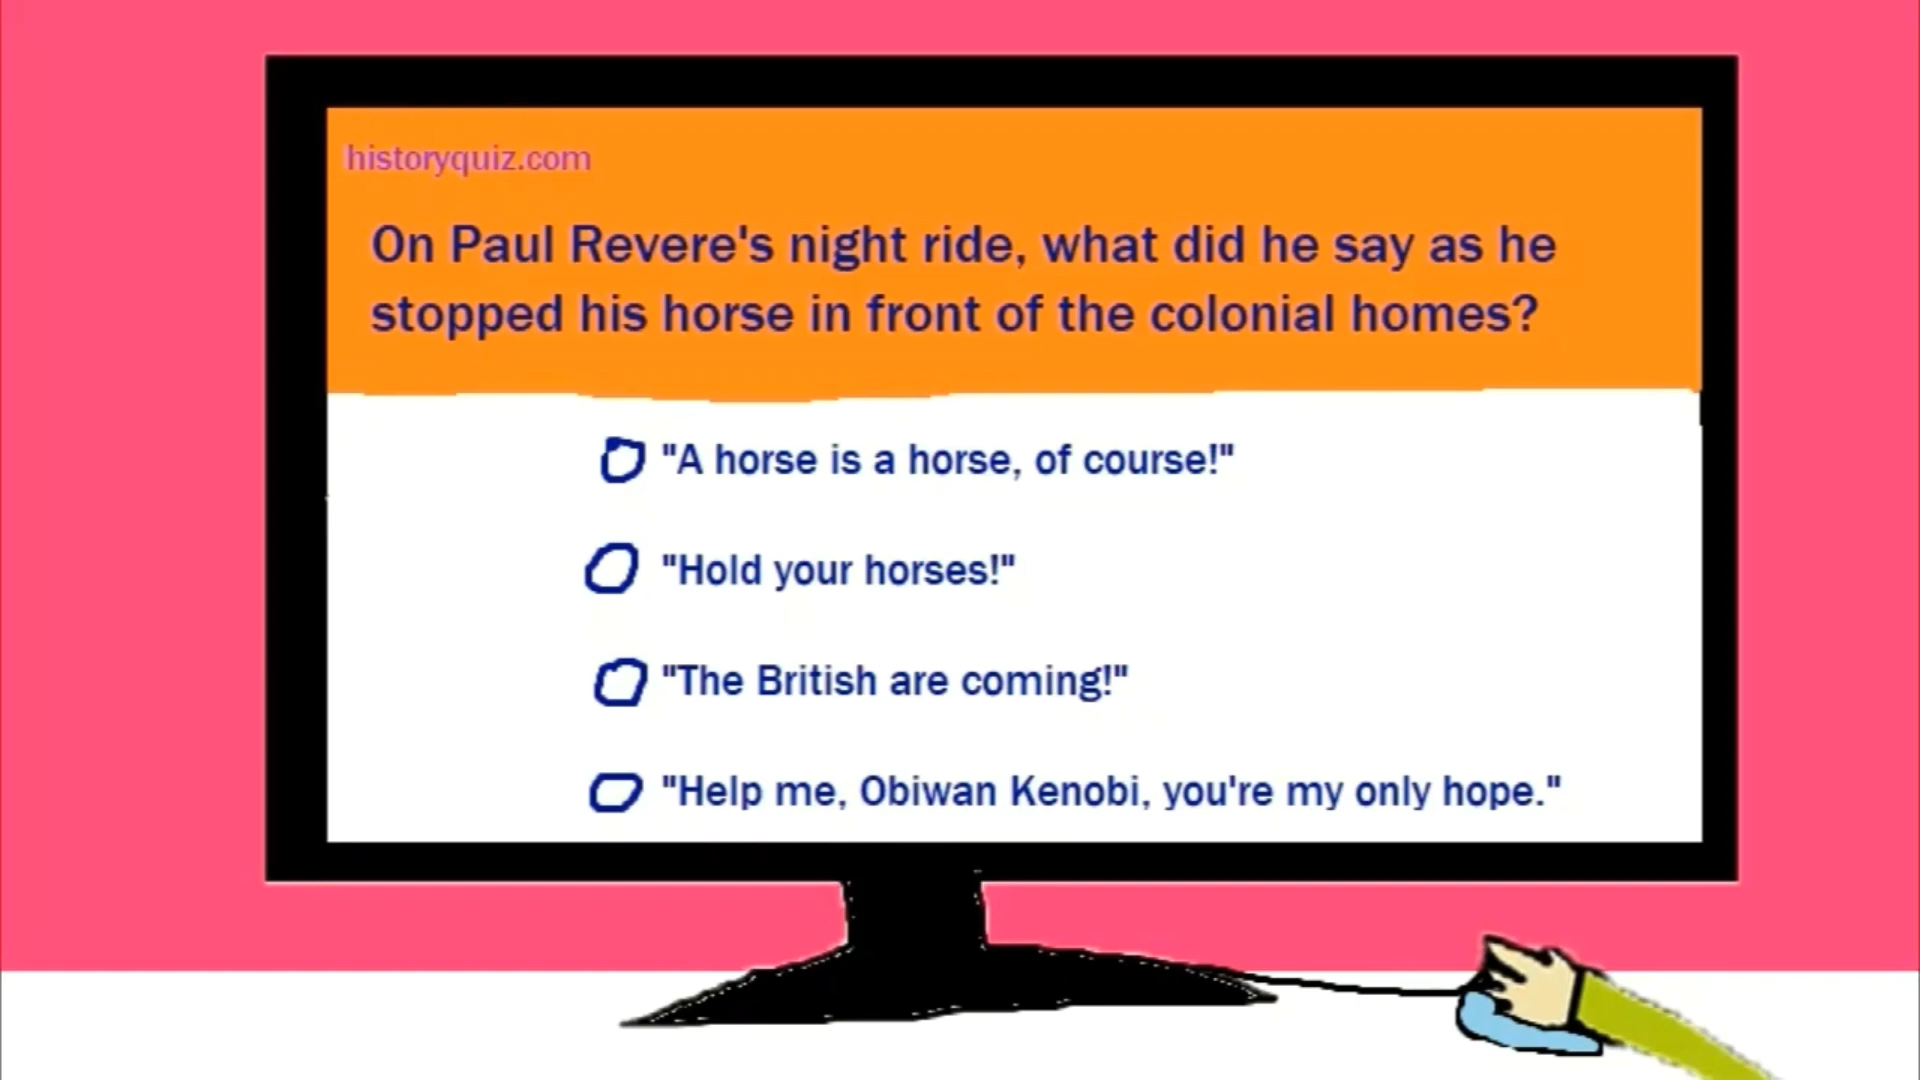 historyquiz.com
On Paul Revere's night ride, what did he say as he
stopped his horse in front of the colonial homes?
"A horse is a horse, of course!"
"Hold your horses!"
"The British are coming!"
"Help me, Obiwan Kenobi, you're my only hope."